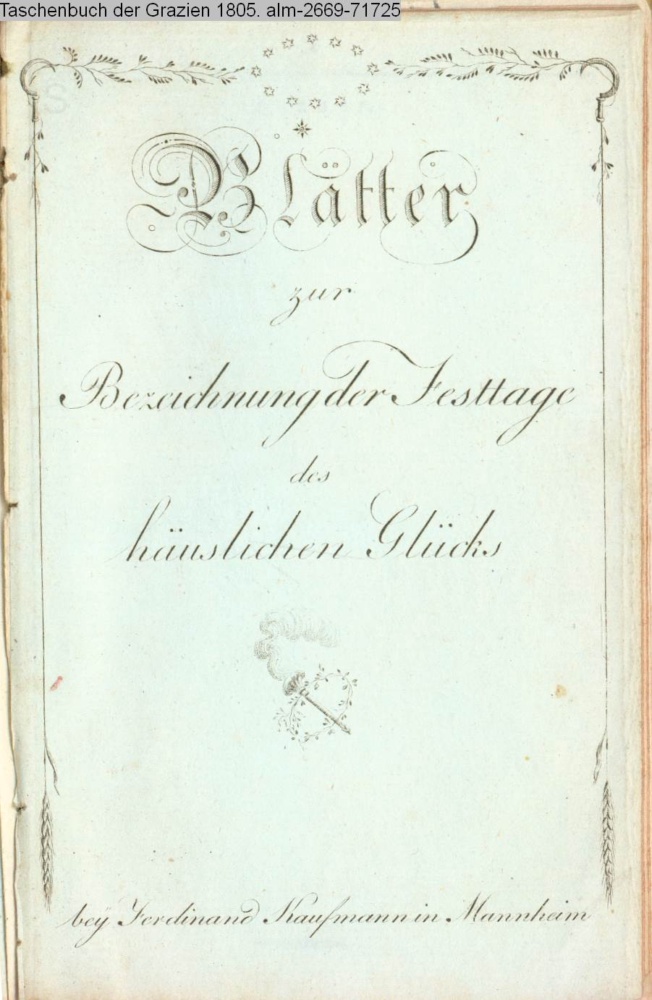 Taschenbuch der Grazien 1805. alm-2669-71725
Blätter
zur
Bezeichnung der Festtage
des
häuslichen Glücks
beÿ Ferdinand Kaufmann in Mannheim